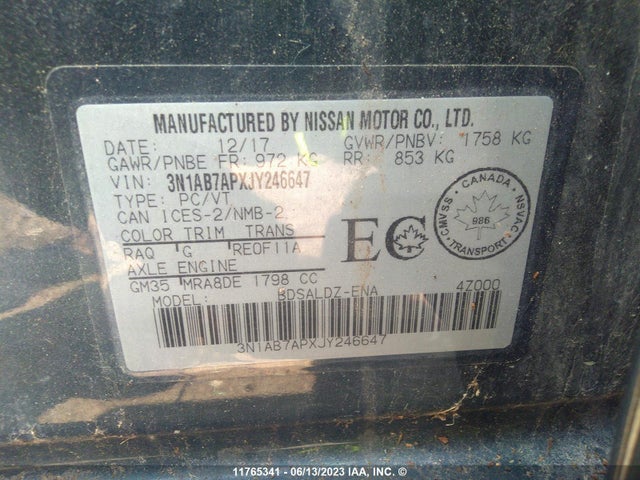 MANUFACTURED BY NISSAN MOTOR CO., LTD.
DATE: 12/17 GVWR/PNBV: 1758 KG
GAWR/PNBE FR: 972 KG RR: 853 KG
VIN: 3N1AB7APXJY246647
TYPE: PC/VT
CAN ICES-2/NMB-2
COLOR TRIM TRANS
RAQ G RE0F11A
AXLE ENGINE
GM35 MRA8DE 1798 CC
MODEL: BDSALDZ-ENA 4Z000
EC
CANADA
CMVSS NSVAC
986
TRANSPORT
3N1AB7APXJY246647
11765341 - 06/13/2023 IAA, INC. ©